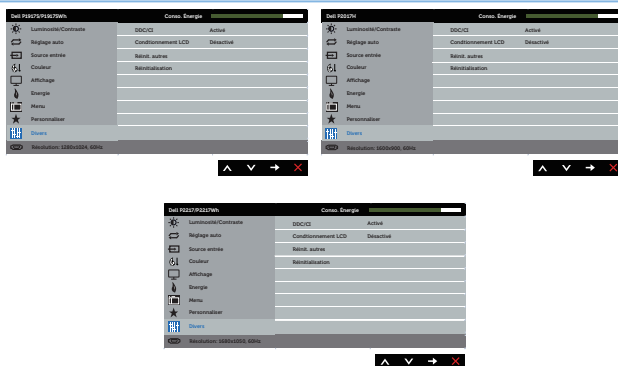 Dell P1917S/P1917SWh Conso. Énergie
Luminosité/Contraste DDC/CI Activé
Réglage auto Conditionnement LCD Désactivé
Source entrée Réinit. autres
Couleur Réinitialisation
Affichage
Energie
Menu
Personnaliser
Divers
Résolution: 1280x1024, 60Hz
Dell P2017H Conso. Énergie
Luminosité/Contraste DDC/CI Activé
Réglage auto Conditionnement LCD Désactivé
Source entrée Réinit. autres
Couleur Réinitialisation
Affichage
Energie
Menu
Personnaliser
Divers
Résolution: 1600x900, 60Hz
Dell P2217/P2217Wh Conso. Énergie
Luminosité/Contraste DDC/CI Activé
Réglage auto Conditionnement LCD Désactivé
Source entrée Réinit. autres
Couleur Réinitialisation
Affichage
Energie
Menu
Personnaliser
Divers
Résolution: 1680x1050, 60Hz